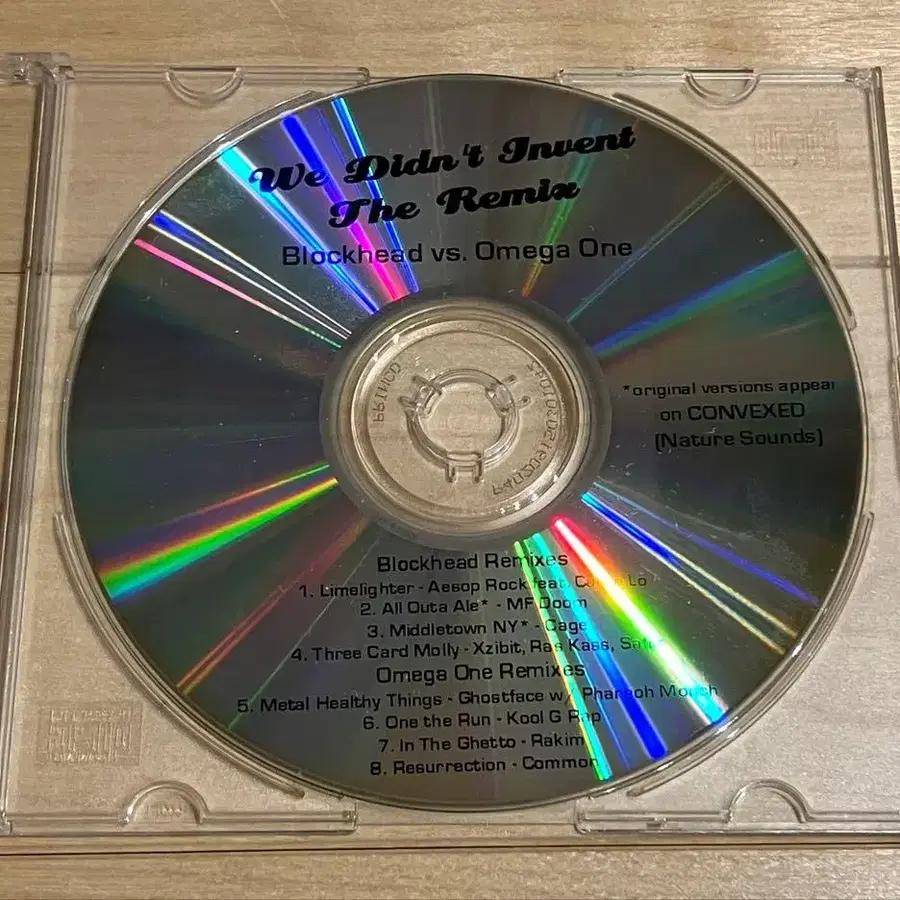 We Didn't Invent
The Remix
Blockhead vs. Omega One
*original versions appear
on CONVEXED
(Nature Sounds)
Blockhead Remixes
1. Limelighter - Aesop Rock feat. Lo
2. All Outa Ale* - MF Doom
3. Middletown NY* - Cage
4. Three Card Molly - Xzibit, Ras Kass,
Omega One Remixes
5. Metal Healthy Things - Ghostface w/ Pharaoh Monch
6. One the Run - Kool G Rap
7. In The Ghetto - Rakim
8. Resurrection - Common
PRINCO